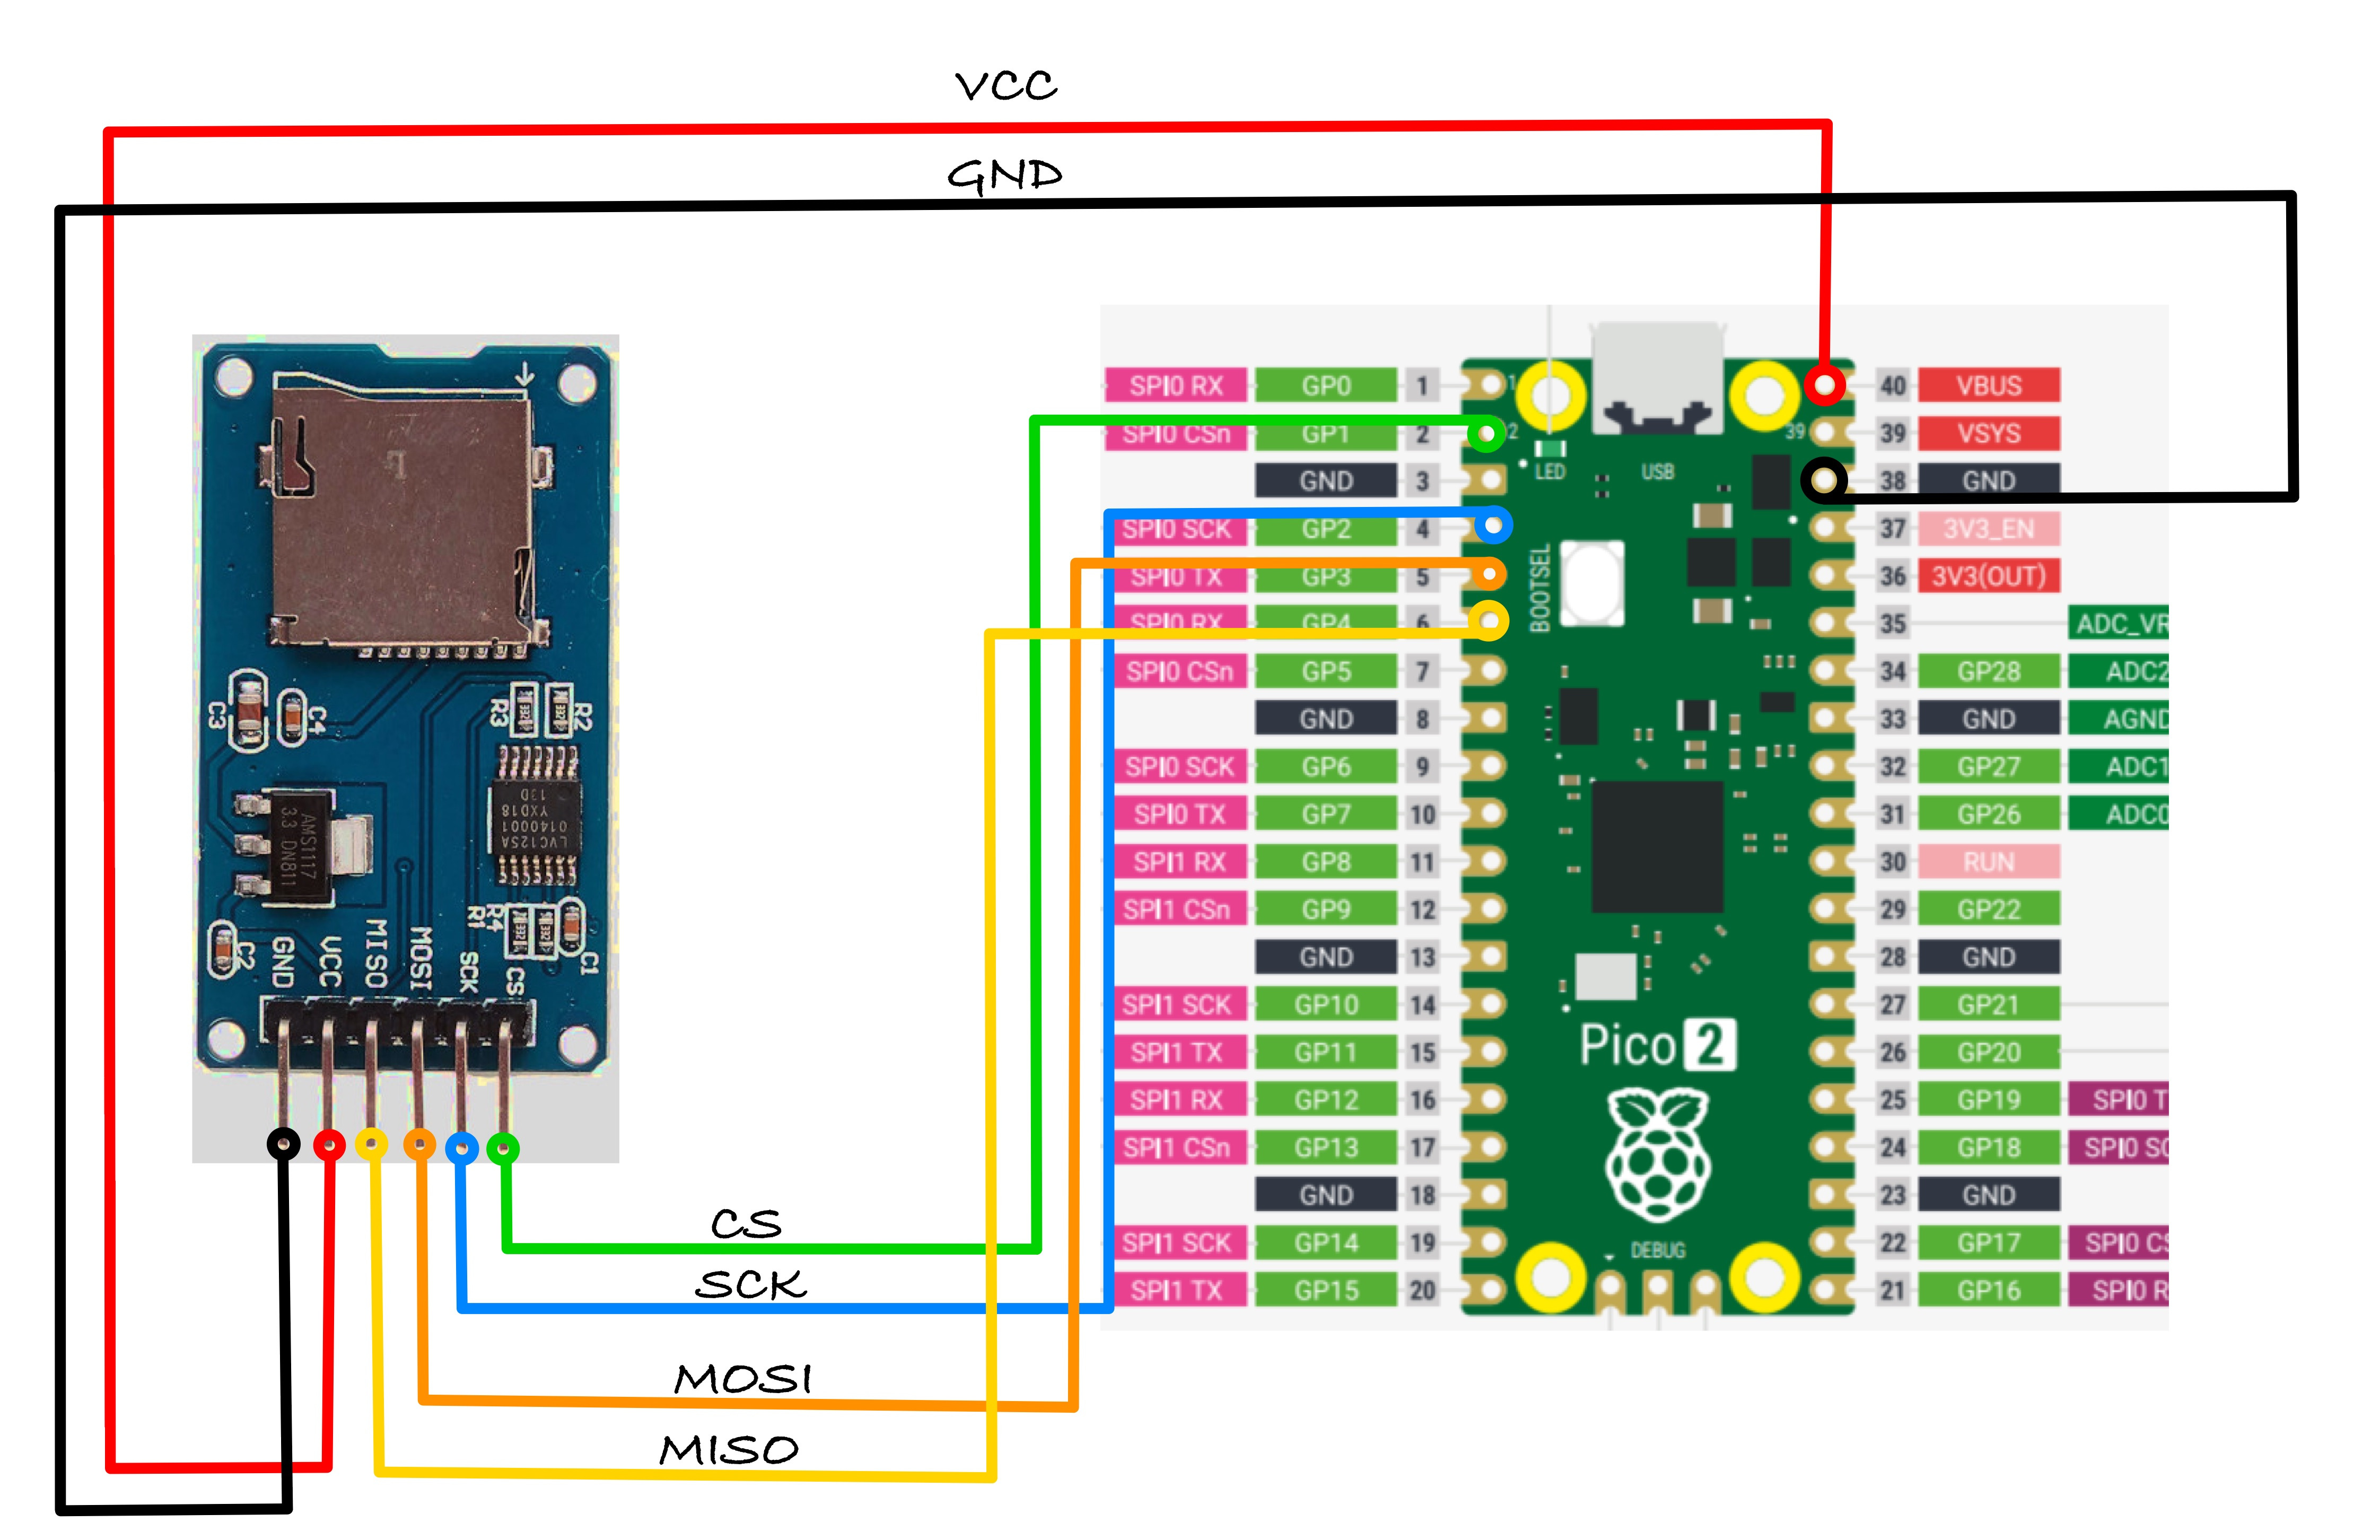 VCC
GND
C3
C4
R3
R2
AMS1117
3.3 DN811
LVC125A
0140001
YXD18
13D
R1
R4
C2
C1
GND
VCC
MISO
MOSI
SCK
CS
CS
SCK
MOSI
MISO
SPI0 RX GP0 1
SPI0 CSn GP1 2
GND 3
SPI0 SCK GP2 4
SPI0 TX GP3 5
SPI0 RX GP4 6
SPI0 CSn GP5 7
GND 8
SPI0 SCK GP6 9
SPI0 TX GP7 10
SPI1 RX GP8 11
SPI1 CSn GP9 12
GND 13
SPI1 SCK GP10 14
SPI1 TX GP11 15
SPI1 RX GP12 16
SPI1 CSn GP13 17
GND 18
SPI1 SCK GP14 19
SPI1 TX GP15 20
1
2
39
LED
USB
BOOTSEL
Pico 2
DEBUG
40 VBUS
39 VSYS
38 GND
37 3V3_EN
36 3V3(OUT)
35 ADC_VR
34 GP28 ADC2
33 GND AGND
32 GP27 ADC1
31 GP26 ADC0
30 RUN
29 GP22
28 GND
27 GP21
26 GP20
25 GP19 SPI0 T
24 GP18 SPI0 SC
23 GND
22 GP17 SPI0 CS
21 GP16 SPI0 R